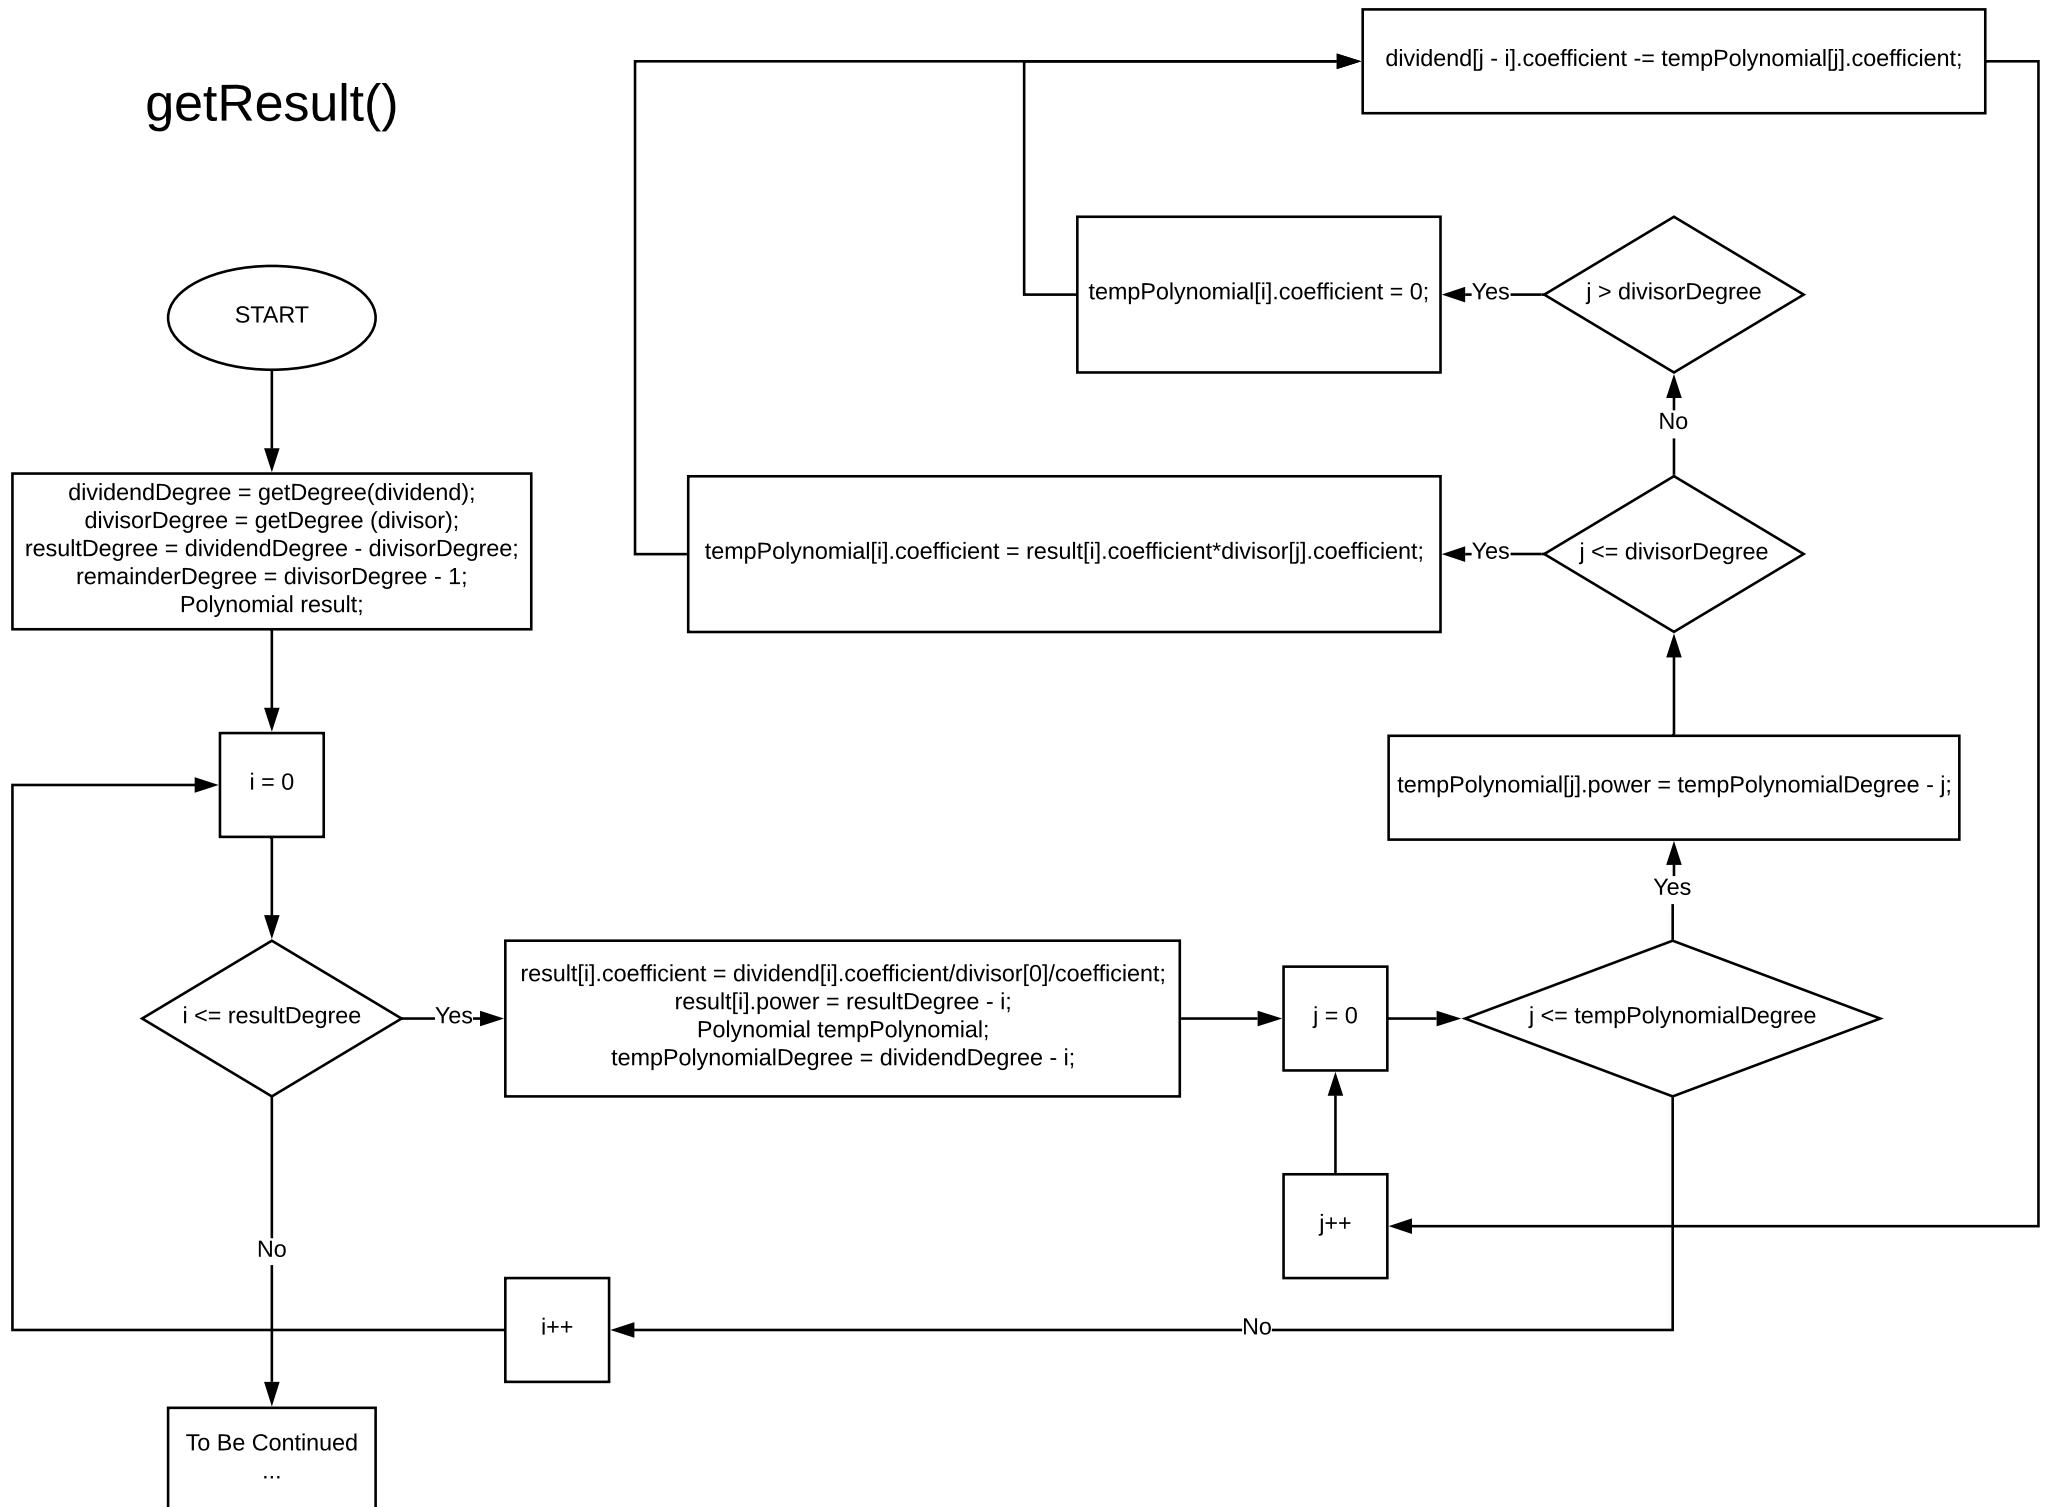 getResult()
START
dividendDegree = getDegree(dividend);
divisorDegree = getDegree (divisor);
resultDegree = dividendDegree - divisorDegree;
remainderDegree = divisorDegree - 1;
Polynomial result;
i = 0
i <= resultDegree
Yes
No
result[i].coefficient = dividend[i].coefficient/divisor[0]/coefficient;
result[i].power = resultDegree - i;
Polynomial tempPolynomial;
tempPolynomialDegree = dividendDegree - i;
j = 0
j <= tempPolynomialDegree
Yes
No
tempPolynomial[j].power = tempPolynomialDegree - j;
j <= divisorDegree
Yes
No
tempPolynomial[i].coefficient = result[i].coefficient*divisor[j].coefficient;
j > divisorDegree
Yes
tempPolynomial[i].coefficient = 0;
dividend[j - i].coefficient -= tempPolynomial[j].coefficient;
j++
i++
To Be Continued
...